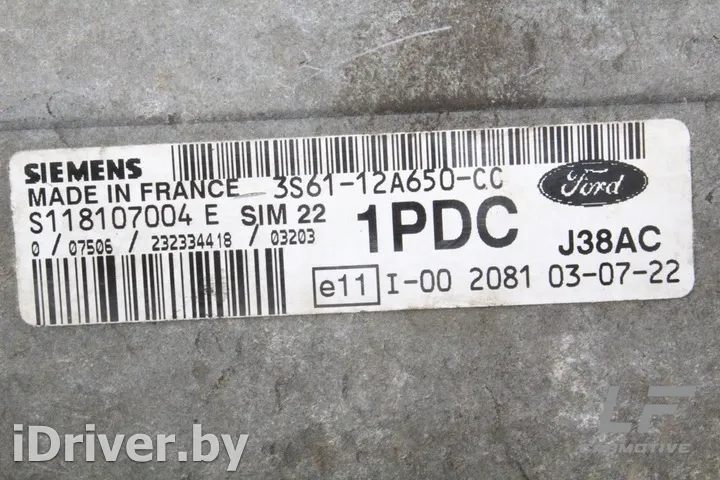 SIEMENS
MADE IN FRANCE 3S61-12A650-CC
Ford
S118107004 E SIM 22
1PDC
J38AC
0 / 07506 / 232334418 / 03203
e11 I-00 2081 03-07-22
LF
iDriver.by